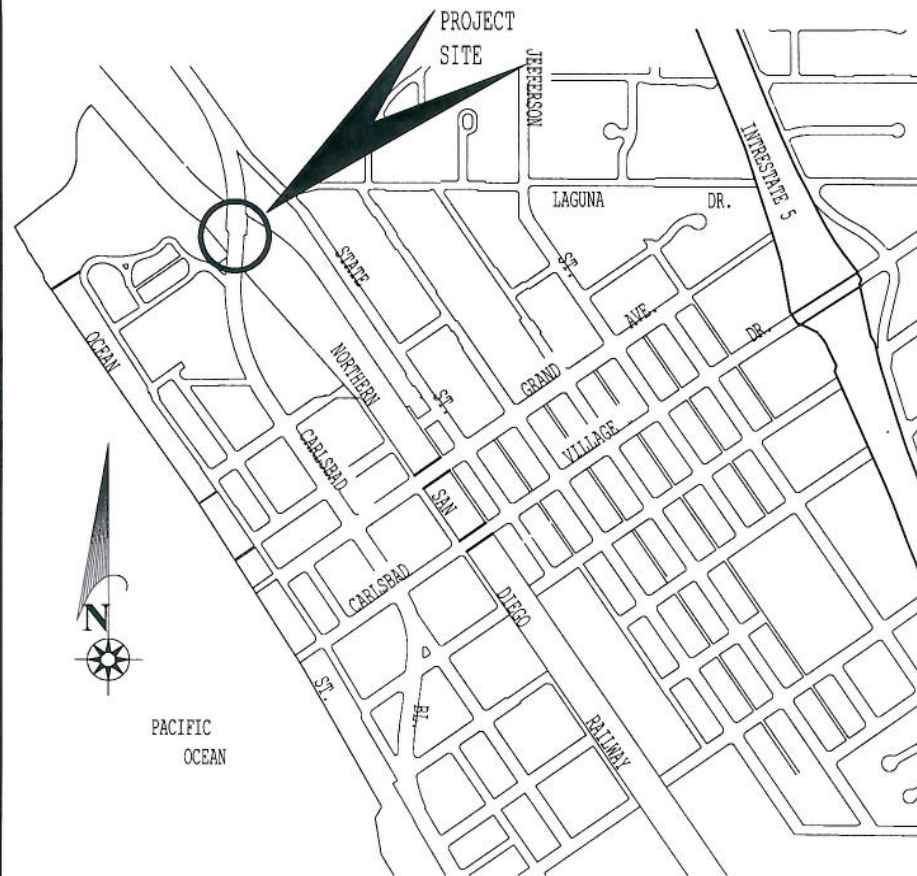 PROJECT
SITE
JEFFERSON
ST.
INTRESTATE 5
LAGUNA DR.
STATE
ST.
OCEAN
ST.
NORTHERN
SAN
DIEGO
RAILWAY
GRAND AVE.
CARLSBAD
BL.
CARLSBAD
VILLAGE
DR.
N
PACIFIC
OCEAN